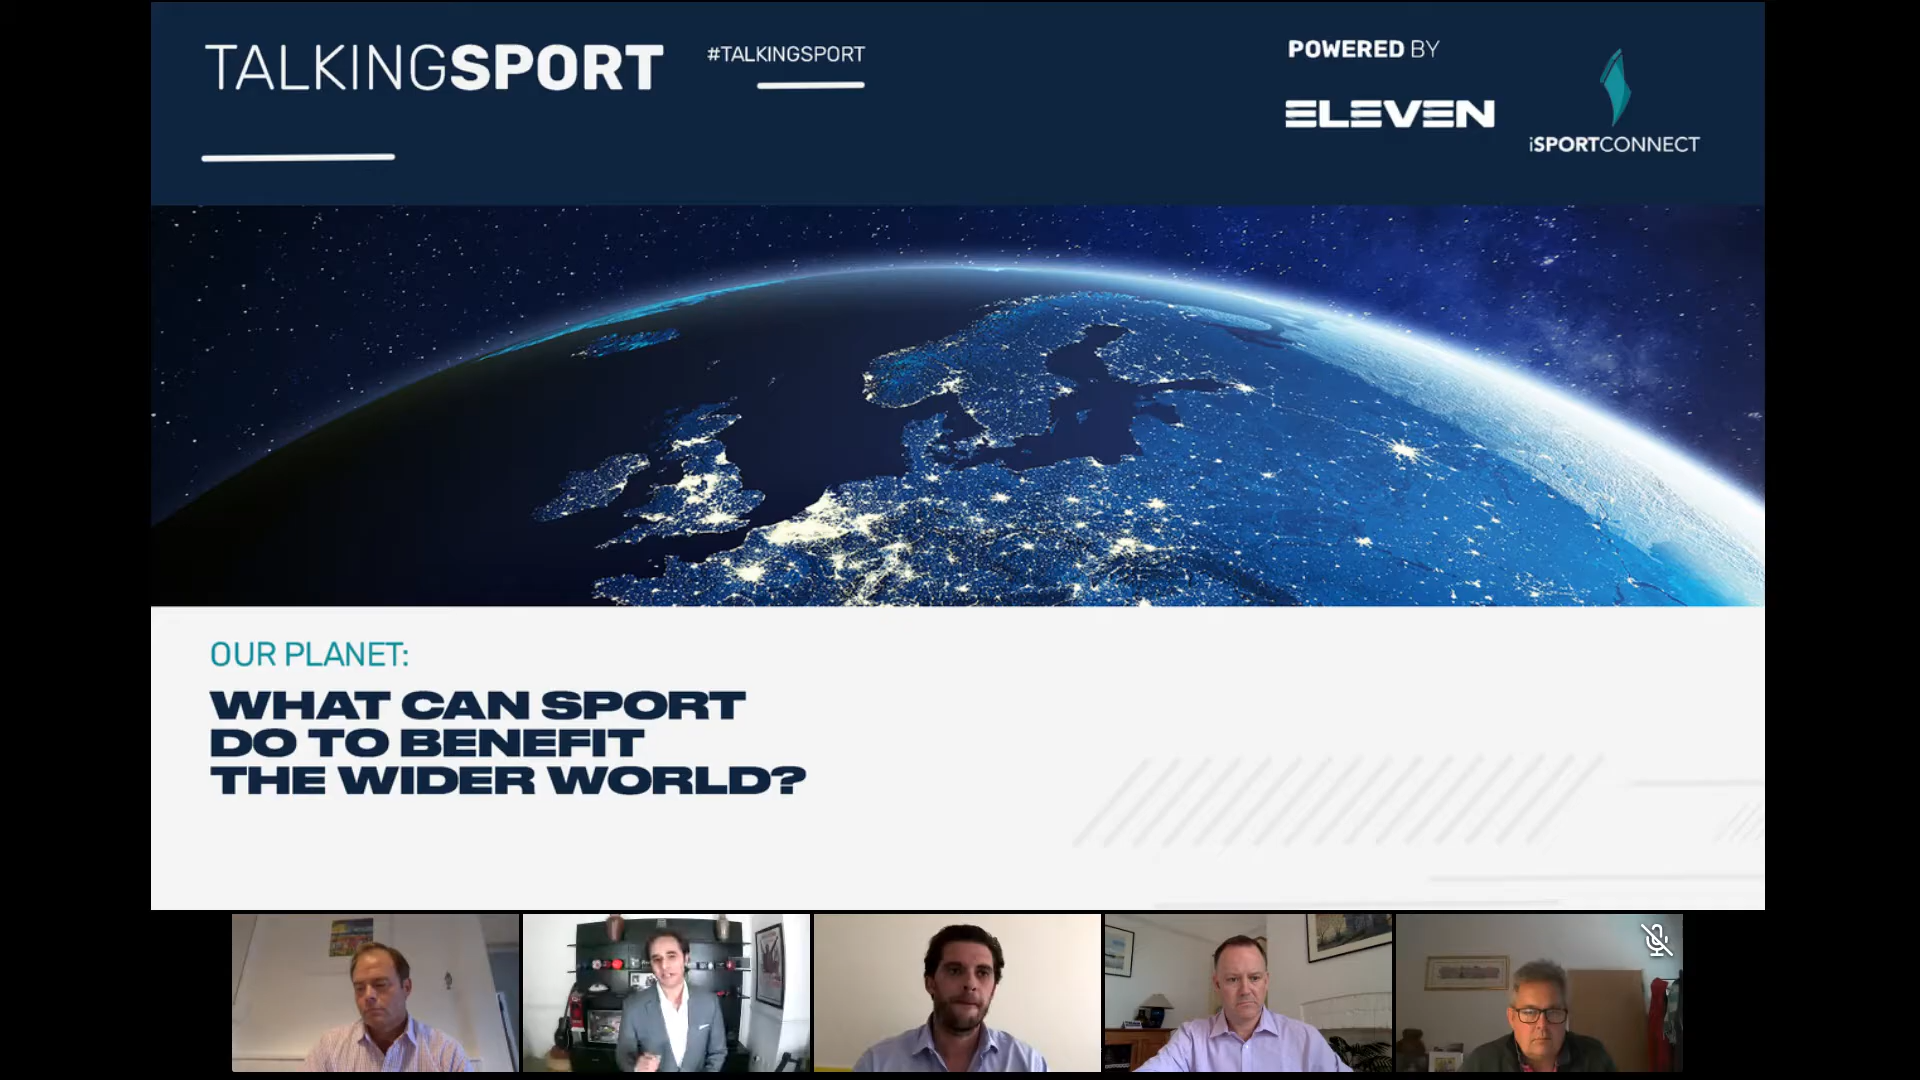 TALKINGSPORT
#TALKINGSPORT
POWERED BY
ELEVEN
iSPORTCONNECT
OUR PLANET:
WHAT CAN SPORT
DO TO BENEFIT
THE WIDER WORLD?